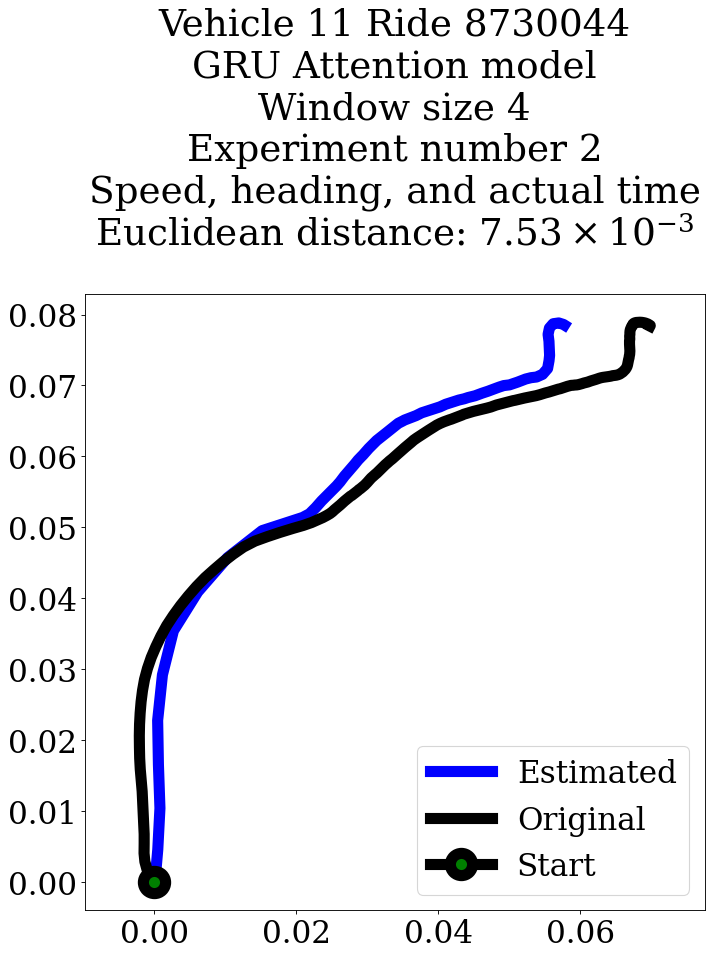 Vehicle 11 Ride 8730044
GRU Attention model
Window size 4
Experiment number 2
Speed, heading, and actual time
Euclidean distance: 7.53 × 10⁻³
0.08
0.07
0.06
0.05
0.04
0.03
0.02
0.01
0.00
Estimated
Original
Start
0.00 0.02 0.04 0.06